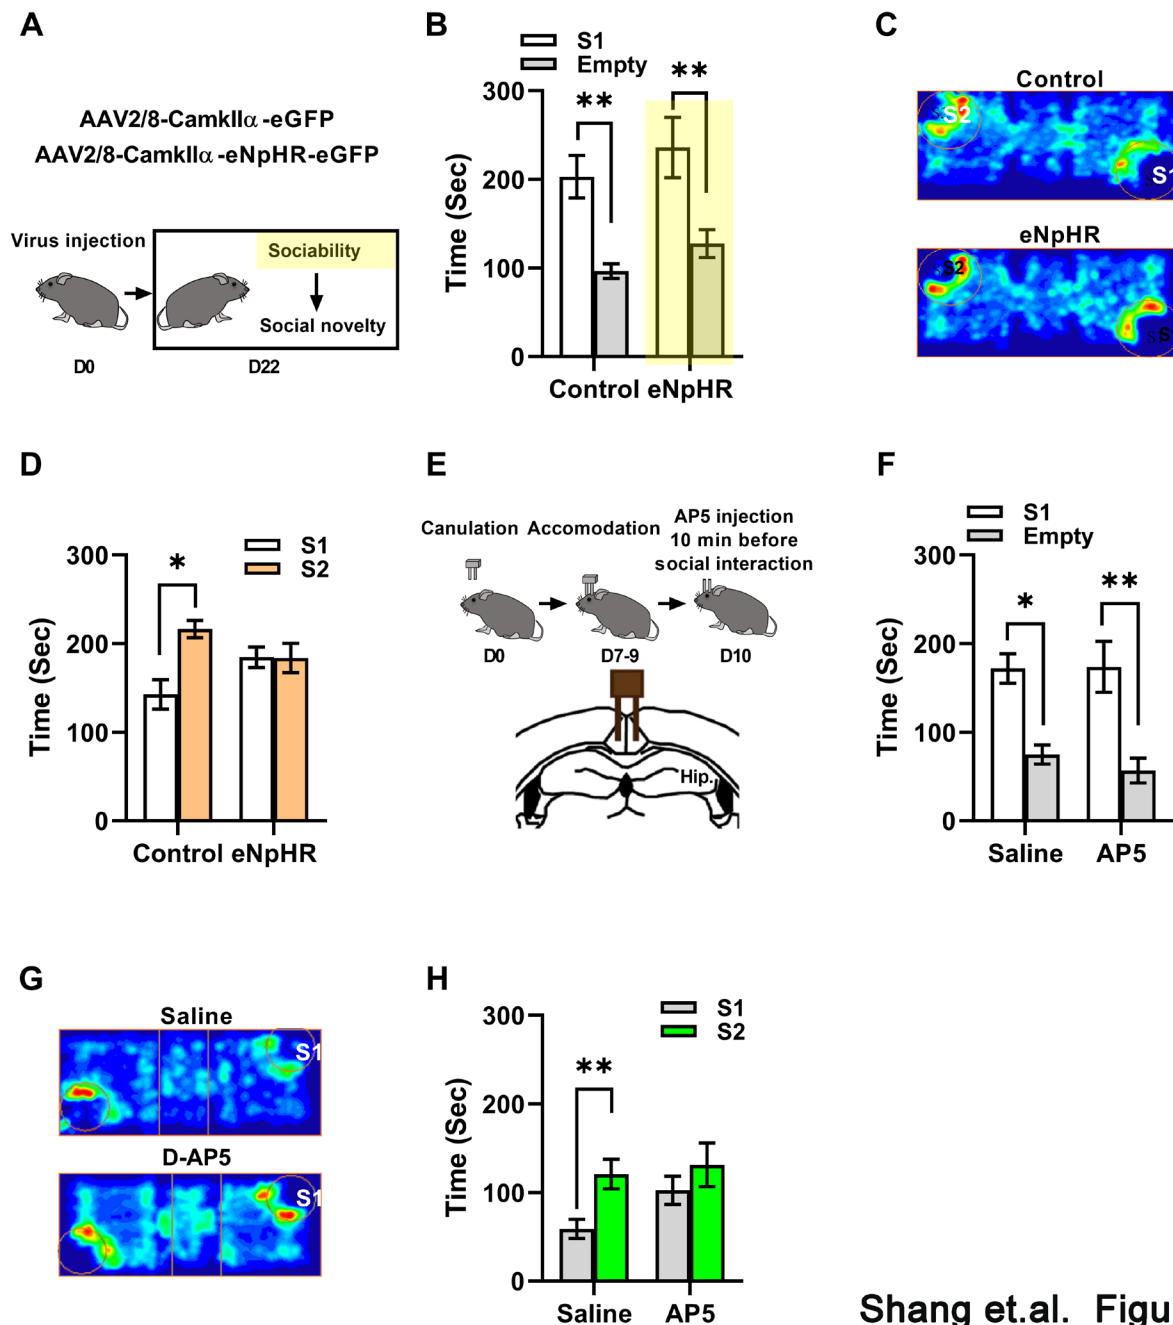 A
AAV2/8-CamkIIα-eGFP
AAV2/8-CamkIIα-eNpHR-eGFP
Virus injection
Sociability
Social novelty
D0
D22
B
S1
Empty
**
**
300
200
100
0
Time (Sec)
Control eNpHR
C
Control
S2
S1
eNpHR
S2
S
D
S1
S2
*
300
200
100
0
Time (Sec)
Control eNpHR
E
Canulation
Accomodation
AP5 injection
10 min before
social interaction
D0
D7-9
D10
Hip.
F
S1
Empty
*
**
300
200
100
0
Time (Sec)
Saline
AP5
G
Saline
S1
D-AP5
S1
H
S1
S2
**
300
200
100
0
Time (Sec)
Saline
AP5
Shang et.al. Figu